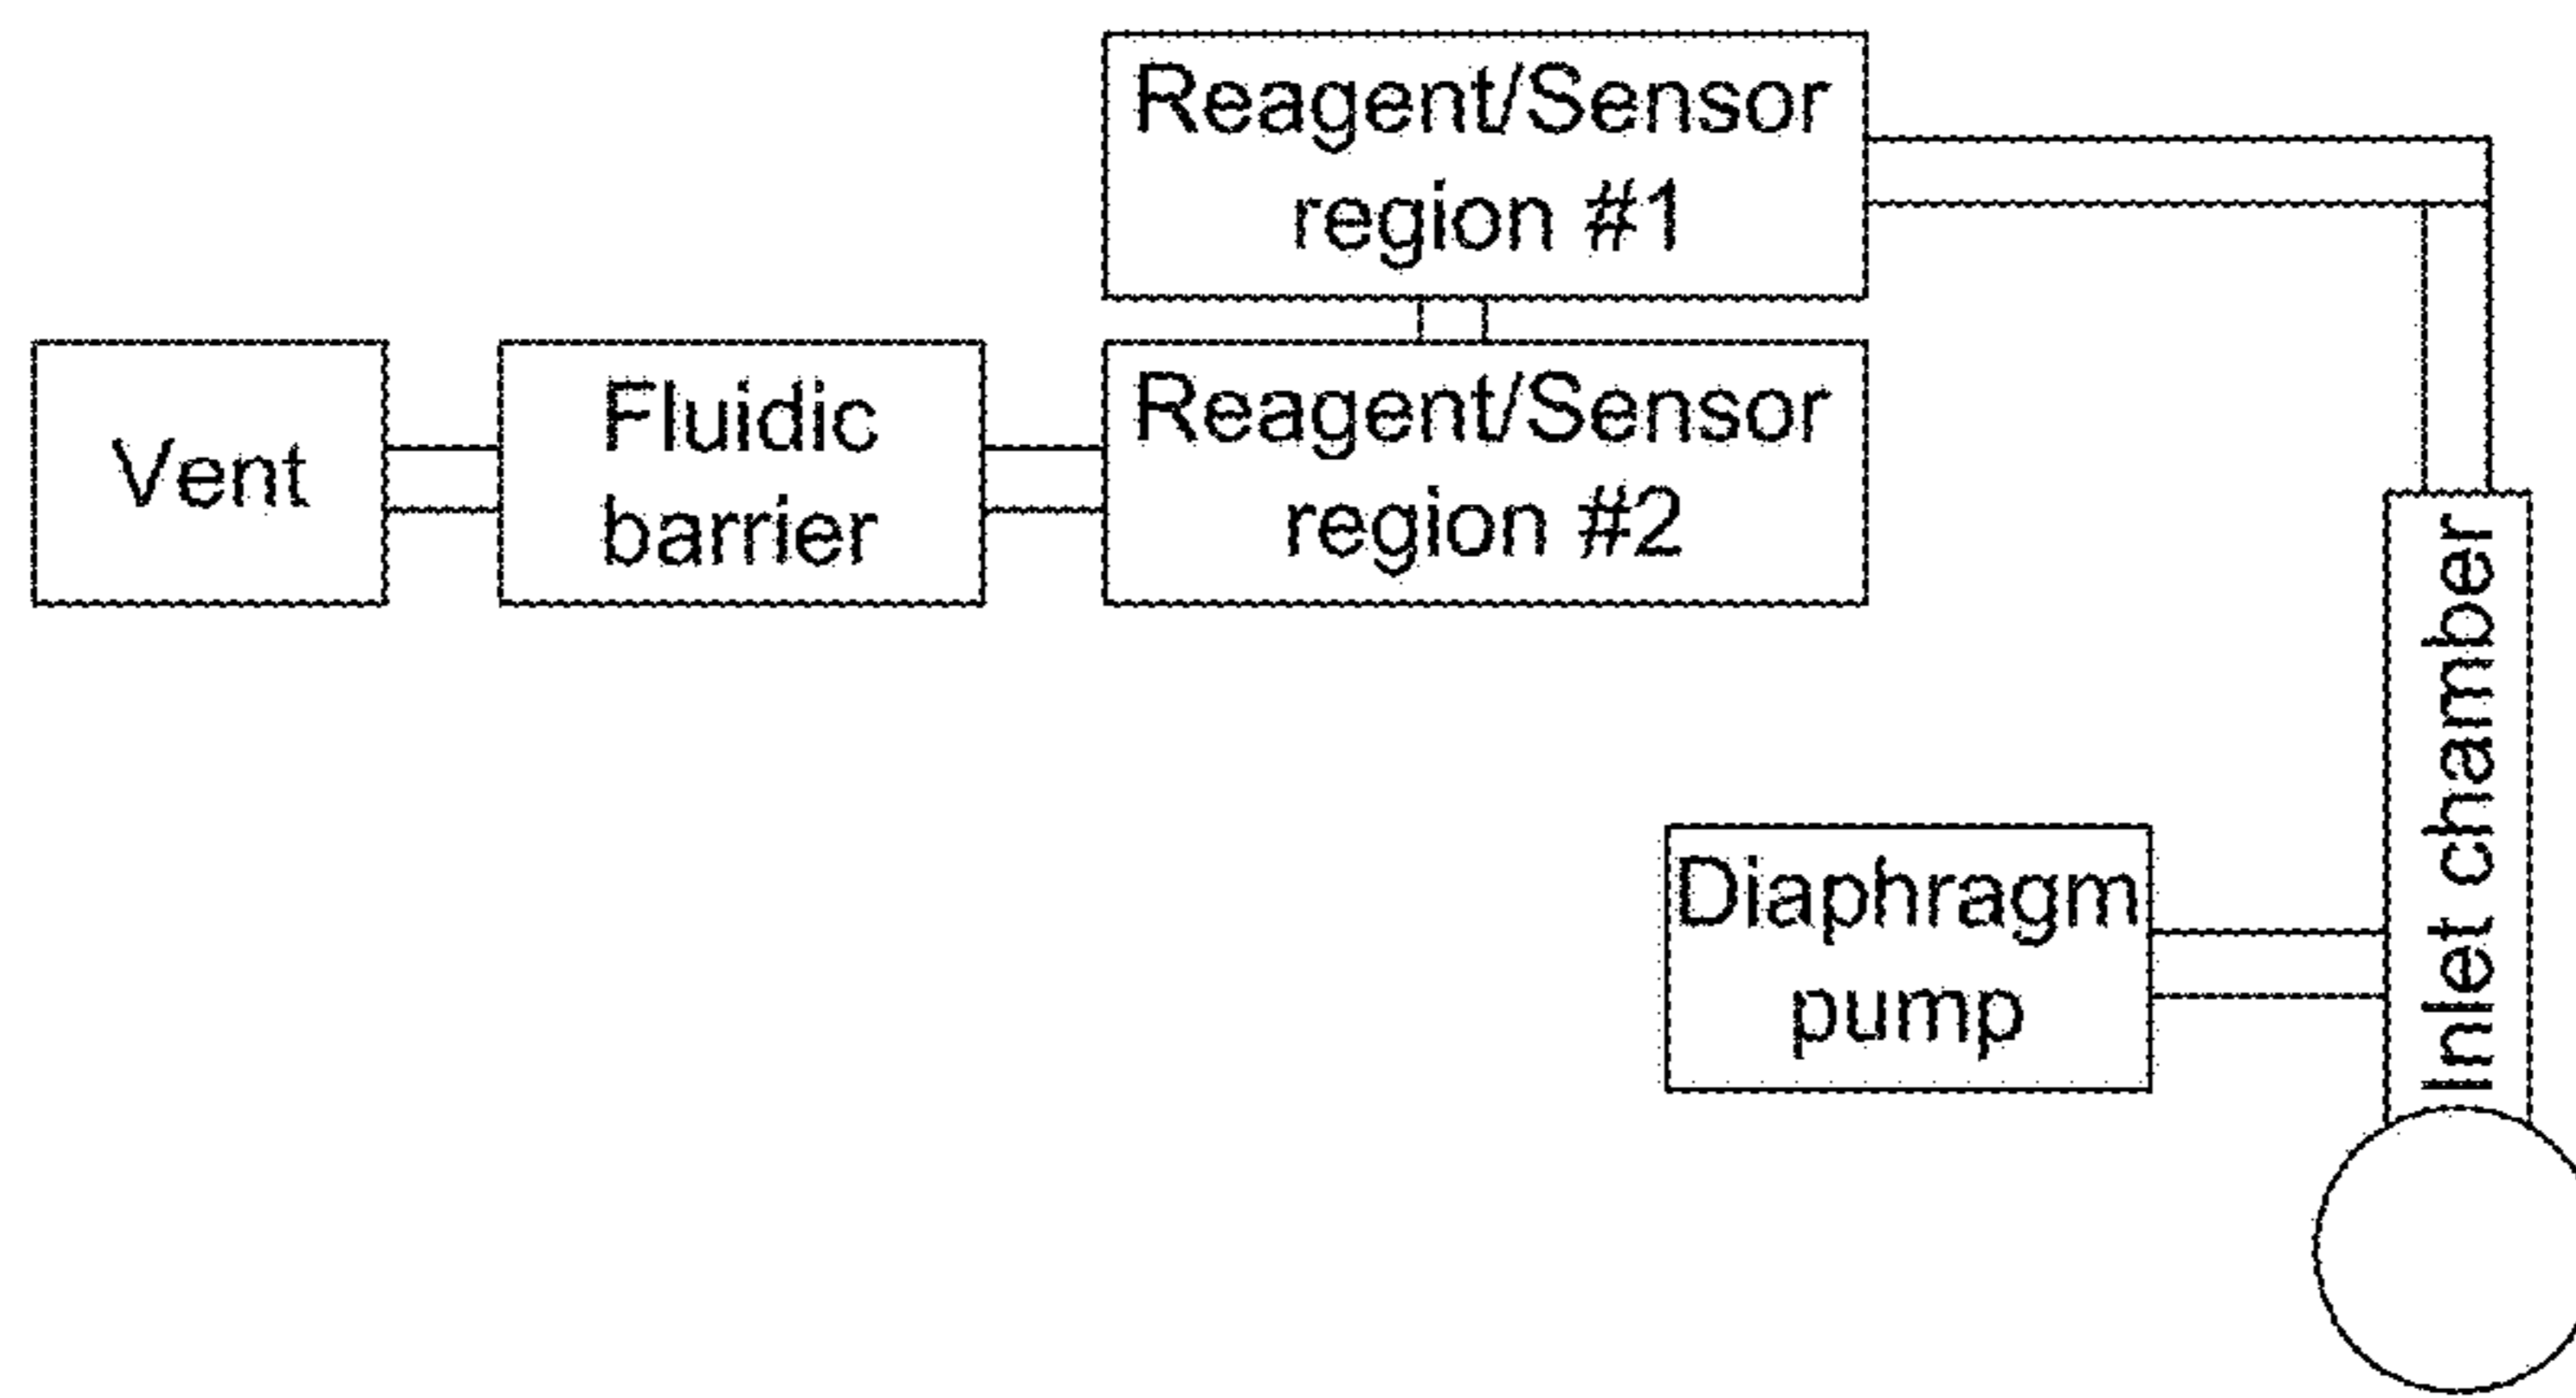 Reagent/Sensor
region #1
Vent
Fluidic
barrier
Reagent/Sensor
region #2
Inlet chamber
Diaphragm
pump